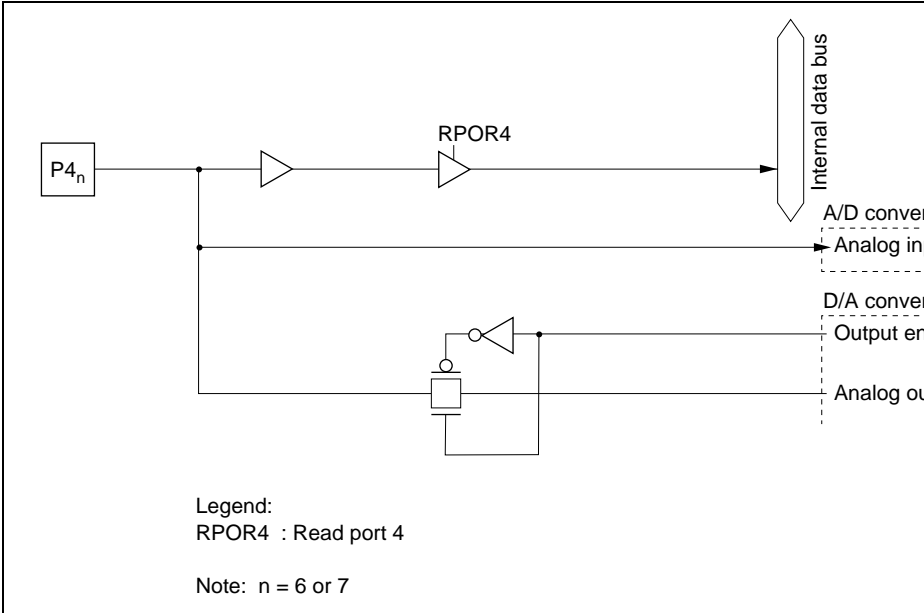 Internal data bus
RPOR4
P4n
A/D conver
Analog in
D/A conver
Output en
Analog ou
Legend:
RPOR4 : Read port 4
Note: n = 6 or 7